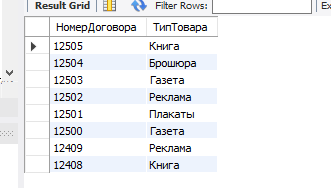 Result Grid Filter Rows: Ex
НомерДоговора ТипТовара
12505 Книга
12504 Брошюра
12503 Газета
12502 Реклама
12501 Плакаты
12500 Газета
12409 Реклама
12408 Книга